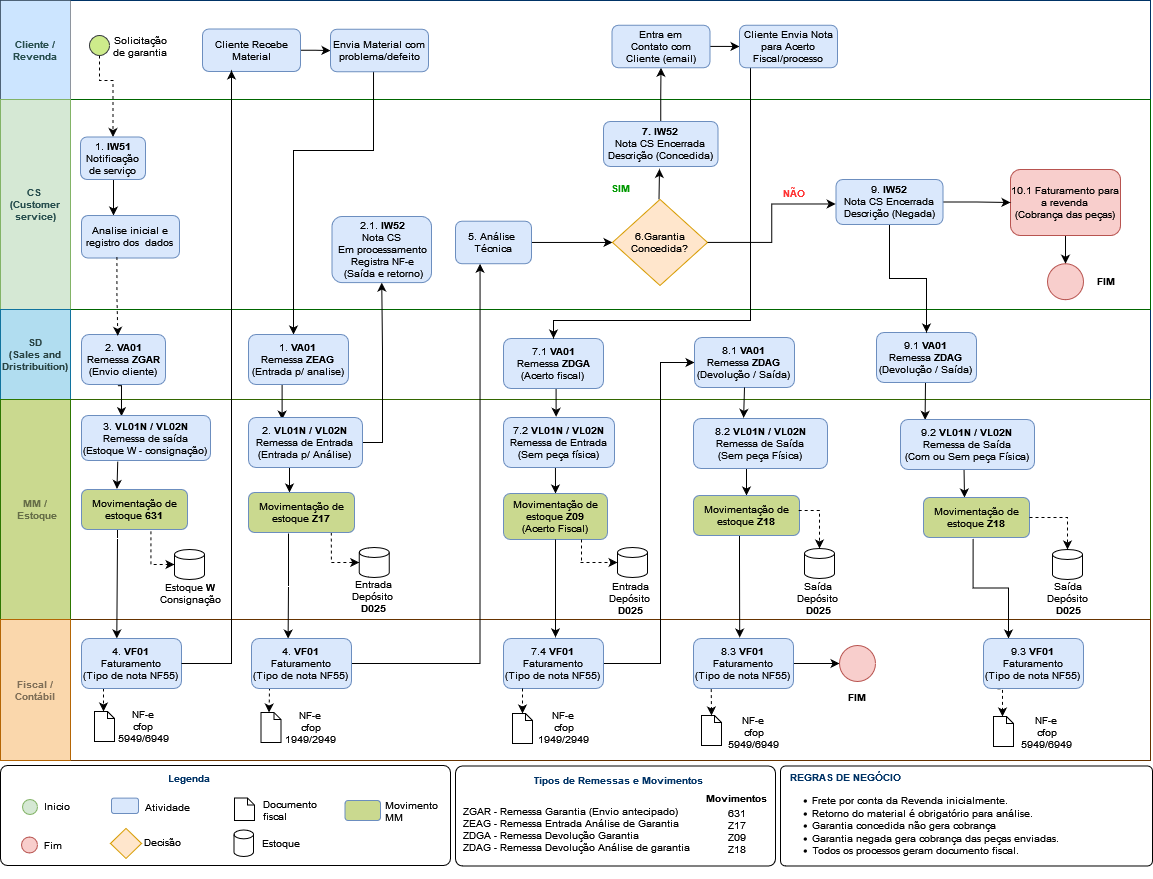 Cliente /
Revenda
Solicitação
de garantia
Cliente Recebe
Material
Envia Material com
problema/defeito
Entra em
Contato com
Cliente (email)
Cliente Envia Nota
para Acerto
Fiscal/processo
CS
(Customer
service)
1. IW51
Notificação
de serviço
Analise inicial e
registro dos dados
2.1. IW52
Nota CS
Em processamento
Registra NF-e
(Saída e retorno)
5. Análise
Técnica
7. IW52
Nota CS Encerrada
Descrição (Concedida)
SIM
6.Garantia
Concedida?
NÃO
9. IW52
Nota CS Encerrada
Descrição (Negada)
10.1 Faturamento para
a revenda
(Cobrança das peças)
FIM
SD
(Sales and
Distribuition)
2. VA01
Remessa ZGAR
(Envio cliente)
1. VA01
Remessa ZEAG
(Entrada p/ analise)
7.1 VA01
Remessa ZDGA
(Acerto fiscal)
8.1 VA01
Remessa ZDAG
(Devolução / Saída)
9.1 VA01
Remessa ZDAG
(Devolução / Saída)
MM /
Estoque
3. VL01N / VL02N
Remessa de saída
(Estoque W - consignação)
2. VL01N / VL02N
Remessa de Entrada
(Entrada p/ Análise)
7.2 VL01N / VL02N
Remessa de Entrada
(Sem peça física)
8.2 VL01N / VL02N
Remessa de Saída
(Sem peça Física)
9.2 VL01N / VL02N
Remessa de Saída
(Com ou Sem peça Física)
Movimentação de
estoque 631
Movimentação de
estoque Z17
Movimentação de
estoque Z09
(Acerto Fiscal)
Movimentação de
estoque Z18
Movimentação de
estoque Z18
Estoque W
Consignação
Entrada
Depósito
D025
Entrada
Depósito
D025
Saída
Depósito
D025
Saída
Depósito
D025
Fiscal /
Contábil
4. VF01
Faturamento
(Tipo de nota NF55)
4. VF01
Faturamento
(Tipo de nota NF55)
7.4 VF01
Faturamento
(Tipo de nota NF55)
8.3 VF01
Faturamento
(Tipo de nota NF55)
FIM
9.3 VF01
Faturamento
(Tipo de nota NF55)
NF-e
cfop
5949/6949
NF-e
cfop
1949/2949
NF-e
cfop
1949/2949
NF-e
cfop
5949/6949
NF-e
cfop
5949/6949
Legenda
Inicio
Atividade
Documento
fiscal
Movimento
MM
Fim
Decisão
Estoque
Tipos de Remessas e Movimentos
Movimentos
ZGAR - Remessa Garantia (Envio antecipado) 631
ZEAG - Remessa Entrada Análise de Garantia Z17
ZDGA - Remessa Devolução Garantia Z09
ZDAG - Remessa Devolução Análise de garantia Z18
REGRAS DE NEGÓCIO
• Frete por conta da Revenda inicialmente.
• Retorno do material é obrigatório para análise.
• Garantia concedida não gera cobrança
• Garantia negada gera cobrança das peças enviadas.
• Todos os processos geram documento fiscal.